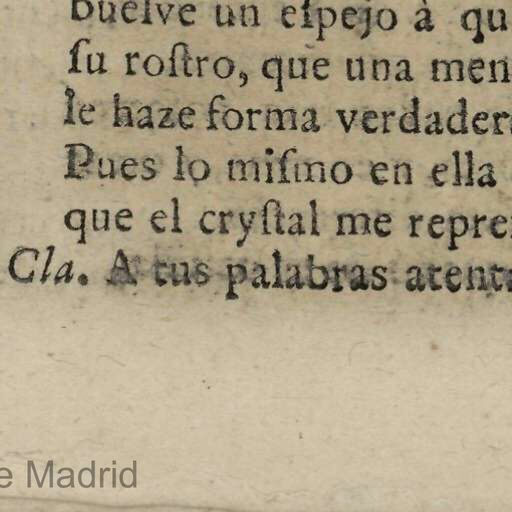 buelve un eſpejo à qu
ſu roſtro, que una men
le haze forma verdader
Pues lo miſmo en ella
que el cryſtal me repre
Cla. A tus palabras atent
e Madrid